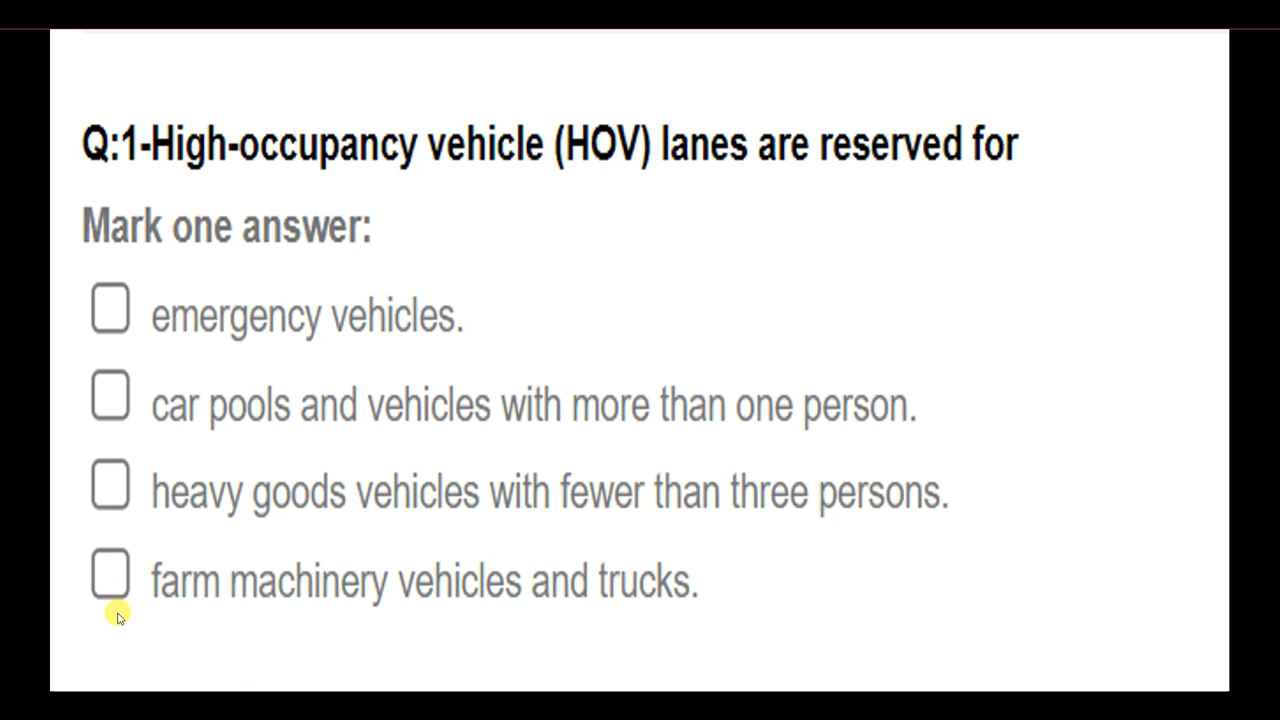 Q:1-High-occupancy vehicle (HOV) lanes are reserved for
Mark one answer:
emergency vehicles.
car pools and vehicles with more than one person.
heavy goods vehicles with fewer than three persons.
farm machinery vehicles and trucks.